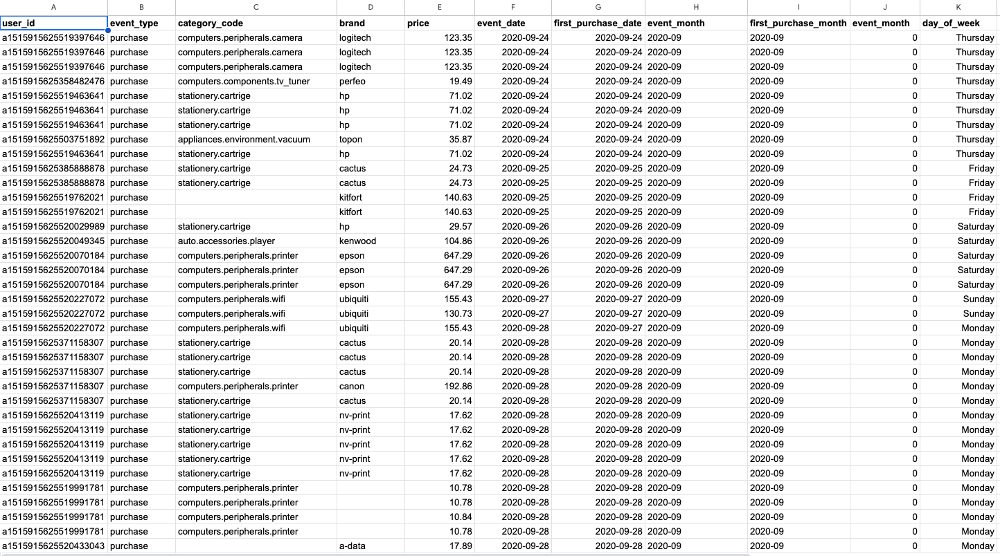 A B C D E F G H I J K
user_id event_type category_code brand price event_date first_purchase_date event_month first_purchase_month event_month day_of_week
a1515915625519397646 purchase computers.peripherals.camera logitech 123.35 2020-09-24 2020-09-24 2020-09 2020-09 0 Thursday
a1515915625519397646 purchase computers.peripherals.camera logitech 123.35 2020-09-24 2020-09-24 2020-09 2020-09 0 Thursday
a1515915625519397646 purchase computers.peripherals.camera logitech 123.35 2020-09-24 2020-09-24 2020-09 2020-09 0 Thursday
a1515915625358482476 purchase computers.components.tv_tuner perfeo 19.49 2020-09-24 2020-09-24 2020-09 2020-09 0 Thursday
a1515915625519463641 purchase stationery.cartrige hp 71.02 2020-09-24 2020-09-24 2020-09 2020-09 0 Thursday
a1515915625519463641 purchase stationery.cartrige hp 71.02 2020-09-24 2020-09-24 2020-09 2020-09 0 Thursday
a1515915625519463641 purchase stationery.cartrige hp 71.02 2020-09-24 2020-09-24 2020-09 2020-09 0 Thursday
a1515915625503751892 purchase appliances.environment.vacuum topon 35.87 2020-09-24 2020-09-24 2020-09 2020-09 0 Thursday
a1515915625519463641 purchase stationery.cartrige hp 71.02 2020-09-24 2020-09-24 2020-09 2020-09 0 Thursday
a1515915625385888878 purchase stationery.cartrige cactus 24.73 2020-09-25 2020-09-25 2020-09 2020-09 0 Friday
a1515915625385888878 purchase stationery.cartrige cactus 24.73 2020-09-25 2020-09-25 2020-09 2020-09 0 Friday
a1515915625519762021 purchase kitfort 140.63 2020-09-25 2020-09-25 2020-09 2020-09 0 Friday
a1515915625519762021 purchase kitfort 140.63 2020-09-25 2020-09-25 2020-09 2020-09 0 Friday
a1515915625520029989 purchase stationery.cartrige hp 29.57 2020-09-26 2020-09-26 2020-09 2020-09 0 Saturday
a1515915625520049345 purchase auto.accessories.player kenwood 104.86 2020-09-26 2020-09-26 2020-09 2020-09 0 Saturday
a1515915625520070184 purchase computers.peripherals.printer epson 647.29 2020-09-26 2020-09-26 2020-09 2020-09 0 Saturday
a1515915625520070184 purchase computers.peripherals.printer epson 647.29 2020-09-26 2020-09-26 2020-09 2020-09 0 Saturday
a1515915625520070184 purchase computers.peripherals.printer epson 647.29 2020-09-26 2020-09-26 2020-09 2020-09 0 Saturday
a1515915625520227072 purchase computers.peripherals.wifi ubiquiti 155.43 2020-09-27 2020-09-27 2020-09 2020-09 0 Sunday
a1515915625520227072 purchase computers.peripherals.wifi ubiquiti 130.73 2020-09-27 2020-09-27 2020-09 2020-09 0 Sunday
a1515915625520227072 purchase computers.peripherals.wifi ubiquiti 155.43 2020-09-28 2020-09-27 2020-09 2020-09 0 Monday
a1515915625371158307 purchase stationery.cartrige cactus 20.14 2020-09-28 2020-09-28 2020-09 2020-09 0 Monday
a1515915625371158307 purchase stationery.cartrige cactus 20.14 2020-09-28 2020-09-28 2020-09 2020-09 0 Monday
a1515915625371158307 purchase stationery.cartrige cactus 20.14 2020-09-28 2020-09-28 2020-09 2020-09 0 Monday
a1515915625371158307 purchase computers.peripherals.printer canon 192.86 2020-09-28 2020-09-28 2020-09 2020-09 0 Monday
a1515915625371158307 purchase stationery.cartrige cactus 20.14 2020-09-28 2020-09-28 2020-09 2020-09 0 Monday
a1515915625520413119 purchase stationery.cartrige nv-print 17.62 2020-09-28 2020-09-28 2020-09 2020-09 0 Monday
a1515915625520413119 purchase stationery.cartrige nv-print 17.62 2020-09-28 2020-09-28 2020-09 2020-09 0 Monday
a1515915625520413119 purchase stationery.cartrige nv-print 17.62 2020-09-28 2020-09-28 2020-09 2020-09 0 Monday
a1515915625520413119 purchase stationery.cartrige nv-print 17.62 2020-09-28 2020-09-28 2020-09 2020-09 0 Monday
a1515915625520413119 purchase stationery.cartrige nv-print 17.62 2020-09-28 2020-09-28 2020-09 2020-09 0 Monday
a1515915625519991781 purchase computers.peripherals.printer 10.78 2020-09-28 2020-09-28 2020-09 2020-09 0 Monday
a1515915625519991781 purchase computers.peripherals.printer 10.78 2020-09-28 2020-09-28 2020-09 2020-09 0 Monday
a1515915625519991781 purchase computers.peripherals.printer 10.84 2020-09-28 2020-09-28 2020-09 2020-09 0 Monday
a1515915625519991781 purchase computers.peripherals.printer 10.78 2020-09-28 2020-09-28 2020-09 2020-09 0 Monday
a1515915625520433043 purchase a-data 17.89 2020-09-28 2020-09-28 2020-09 2020-09 0 Monday